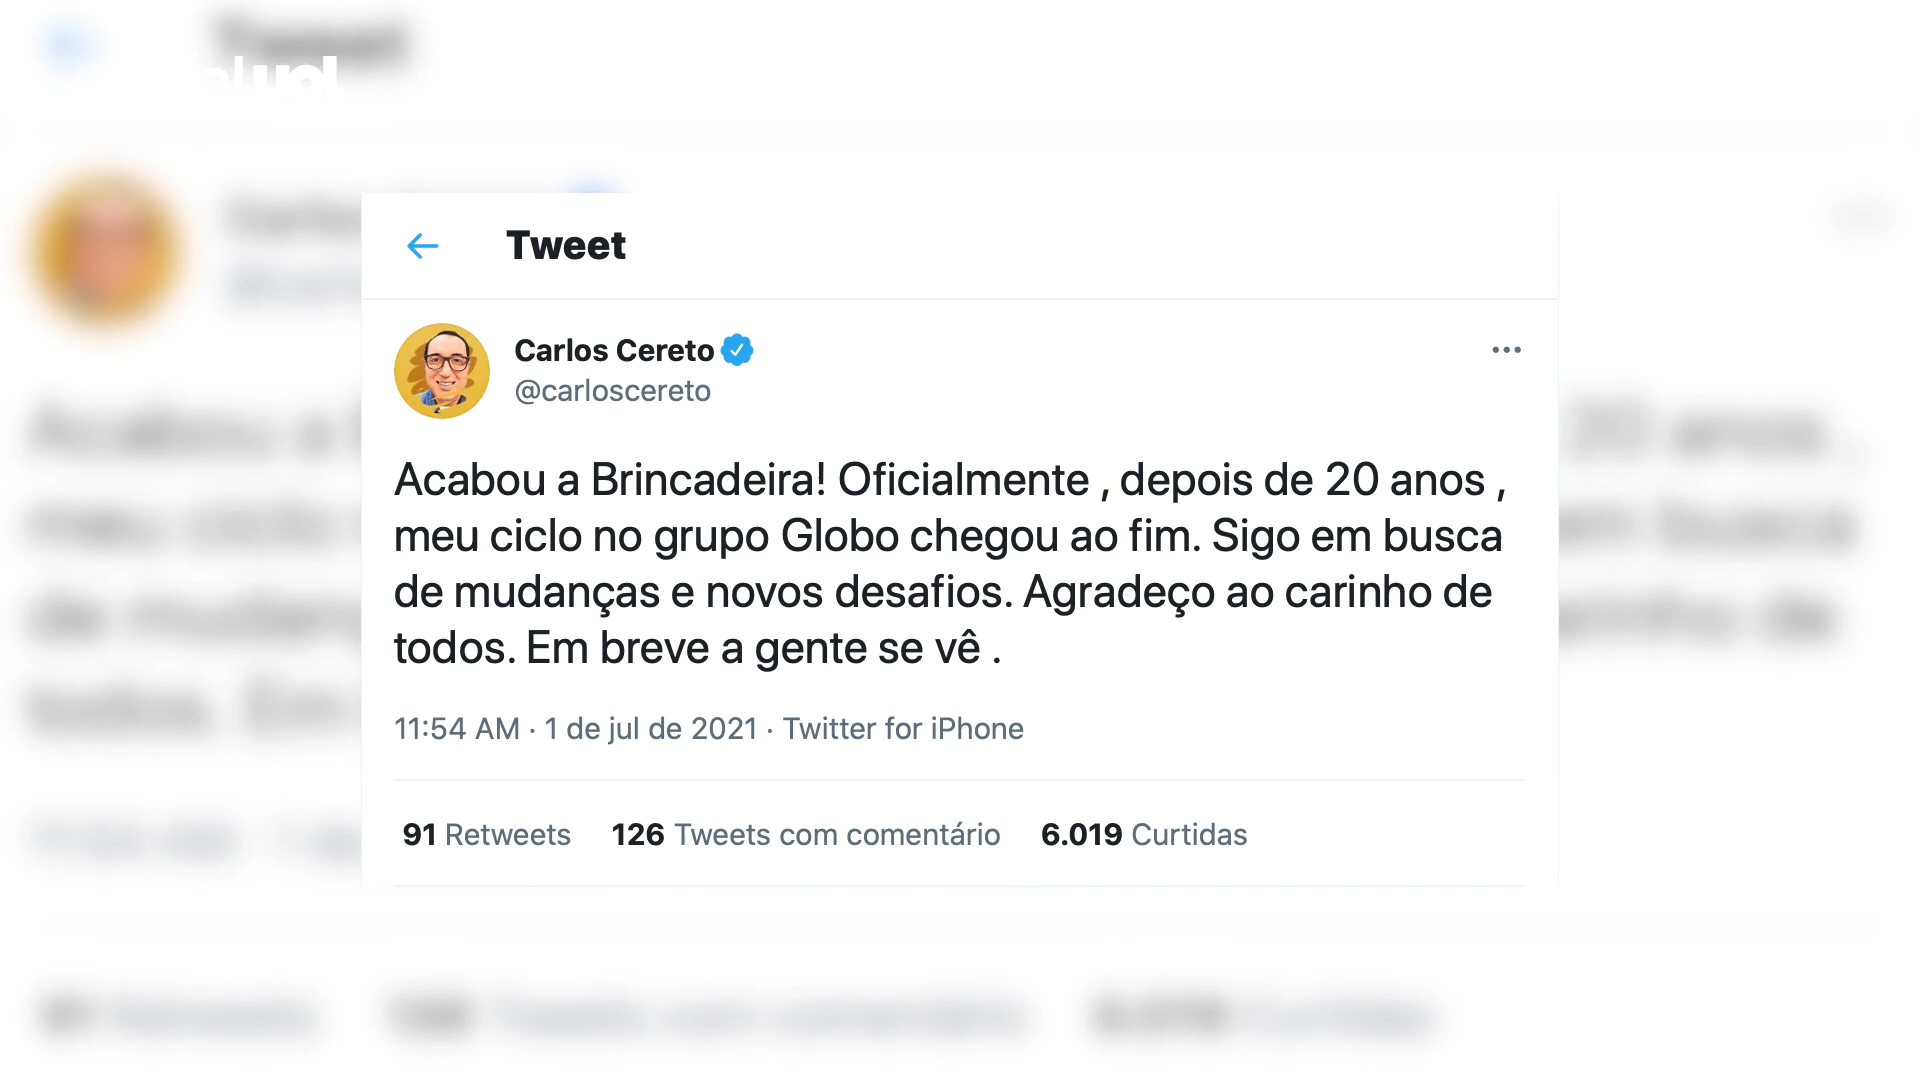 Tweet
Carlos Cereto
@carloscereto
Acabou a Brincadeira! Oficialmente , depois de 20 anos ,
meu ciclo no grupo Globo chegou ao fim. Sigo em busca
de mudanças e novos desafios. Agradeço ao carinho de
todos. Em breve a gente se vê .
11:54 AM · 1 de jul de 2021 · Twitter for iPhone
91 Retweets 126 Tweets com comentário 6.019 Curtidas